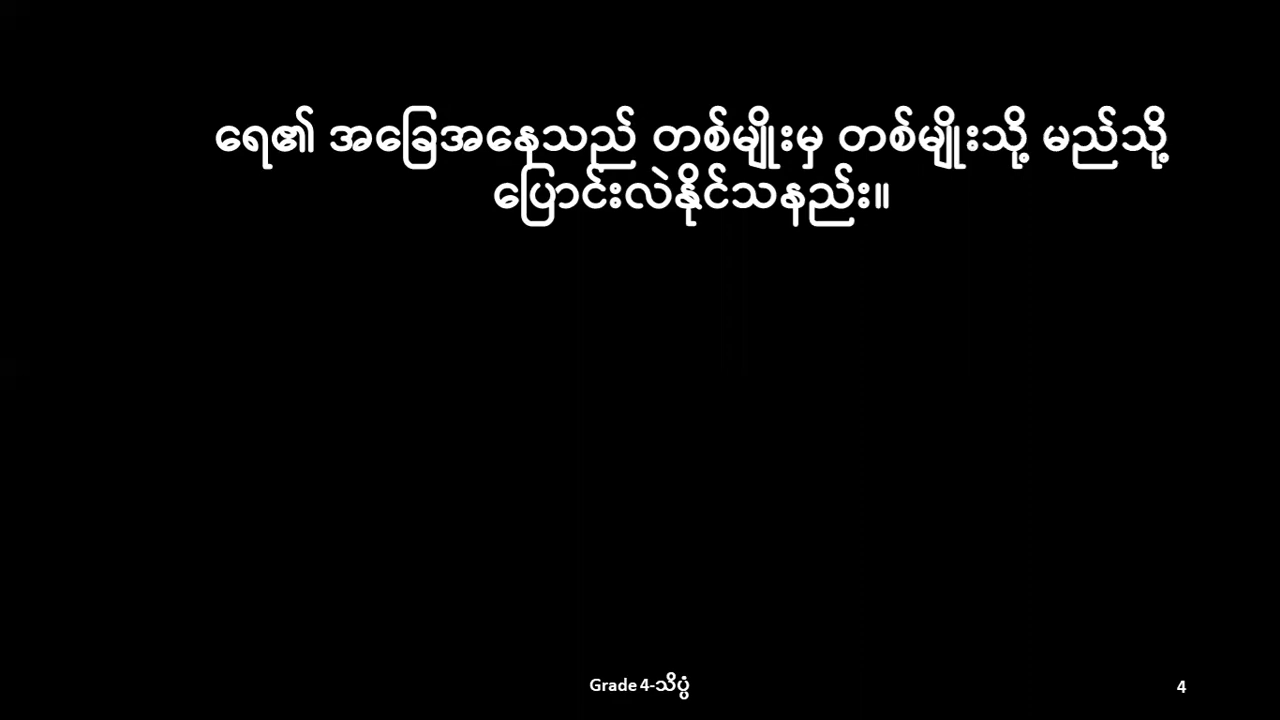 ရေ၏ အခြေအနေသည် တစ်မျိုးမှ တစ်မျိုးသို့ မည်သို့
ပြောင်းလဲနိုင်သနည်း။
Grade 4-သိပ္ပံ
4